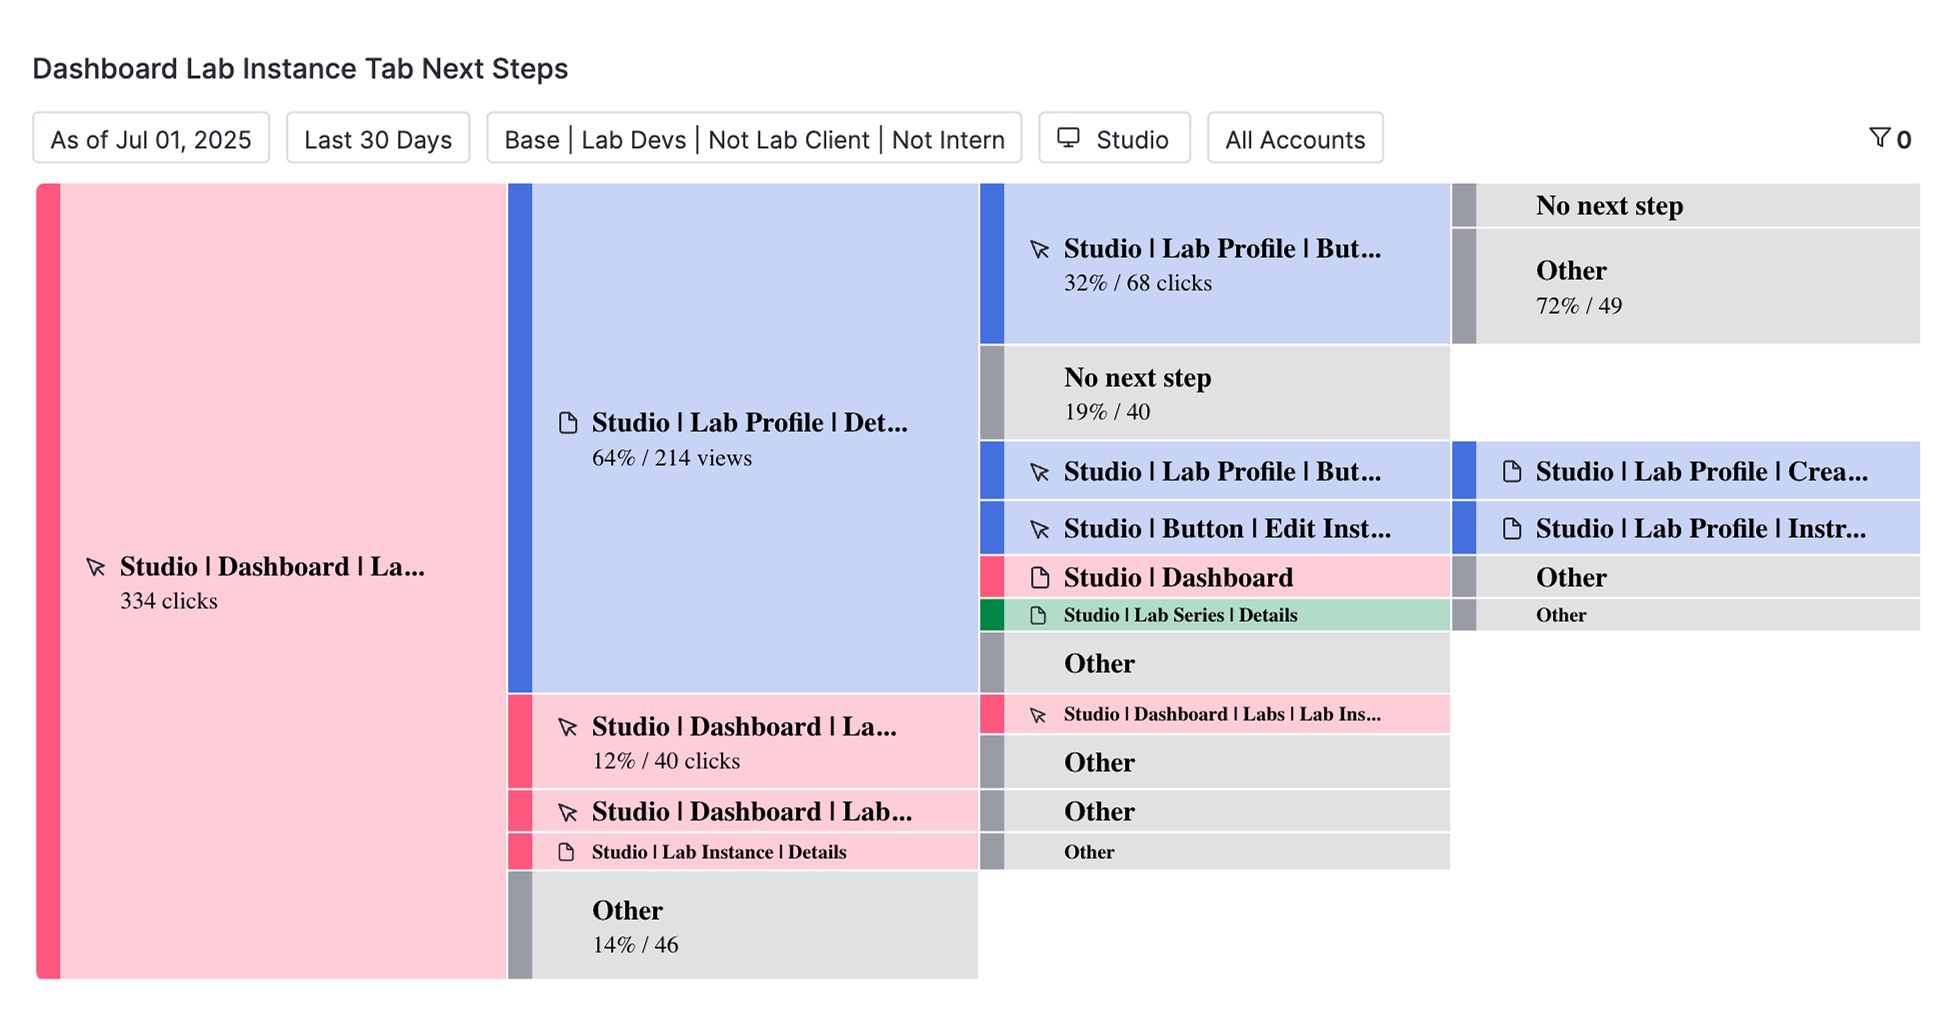 Dashboard Lab Instance Tab Next Steps
As of Jul 01, 2025
Last 30 Days
Base | Lab Devs | Not Lab Client | Not Intern
Studio
All Accounts
0
Studio | Dashboard | La...
334 clicks
Studio | Lab Profile | Det...
64% / 214 views
Studio | Dashboard | La...
12% / 40 clicks
Studio | Dashboard | Lab...
Studio | Lab Instance | Details
Other
14% / 46
Studio | Lab Profile | But...
32% / 68 clicks
No next step
19% / 40
Studio | Lab Profile | But...
Studio | Button | Edit Inst...
Studio | Dashboard
Studio | Lab Series | Details
Other
Studio | Dashboard | Labs | Lab Ins...
Other
Other
Other
No next step
Other
72% / 49
Studio | Lab Profile | Crea...
Studio | Lab Profile | Instr...
Other
Other